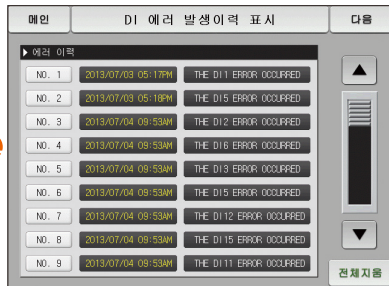 메인 DI 에러 발생이력 표시 다음
▶ 에러 이력
NO. 1 2013/07/03 05:17PM THE DI1 ERROR OCCURRED
NO. 2 2013/07/03 05:18PM THE DI5 ERROR OCCURRED
NO. 3 2013/07/04 09:53AM THE DI2 ERROR OCCURRED
NO. 4 2013/07/04 09:53AM THE DI6 ERROR OCCURRED
NO. 5 2013/07/04 09:53AM THE DI3 ERROR OCCURRED
NO. 6 2013/07/04 09:53AM THE DI5 ERROR OCCURRED
NO. 7 2013/07/04 09:53AM THE DI12 ERROR OCCURRED
NO. 8 2013/07/04 09:53AM THE DI15 ERROR OCCURRED
NO. 9 2013/07/04 09:53AM THE DI11 ERROR OCCURRED
전체지움